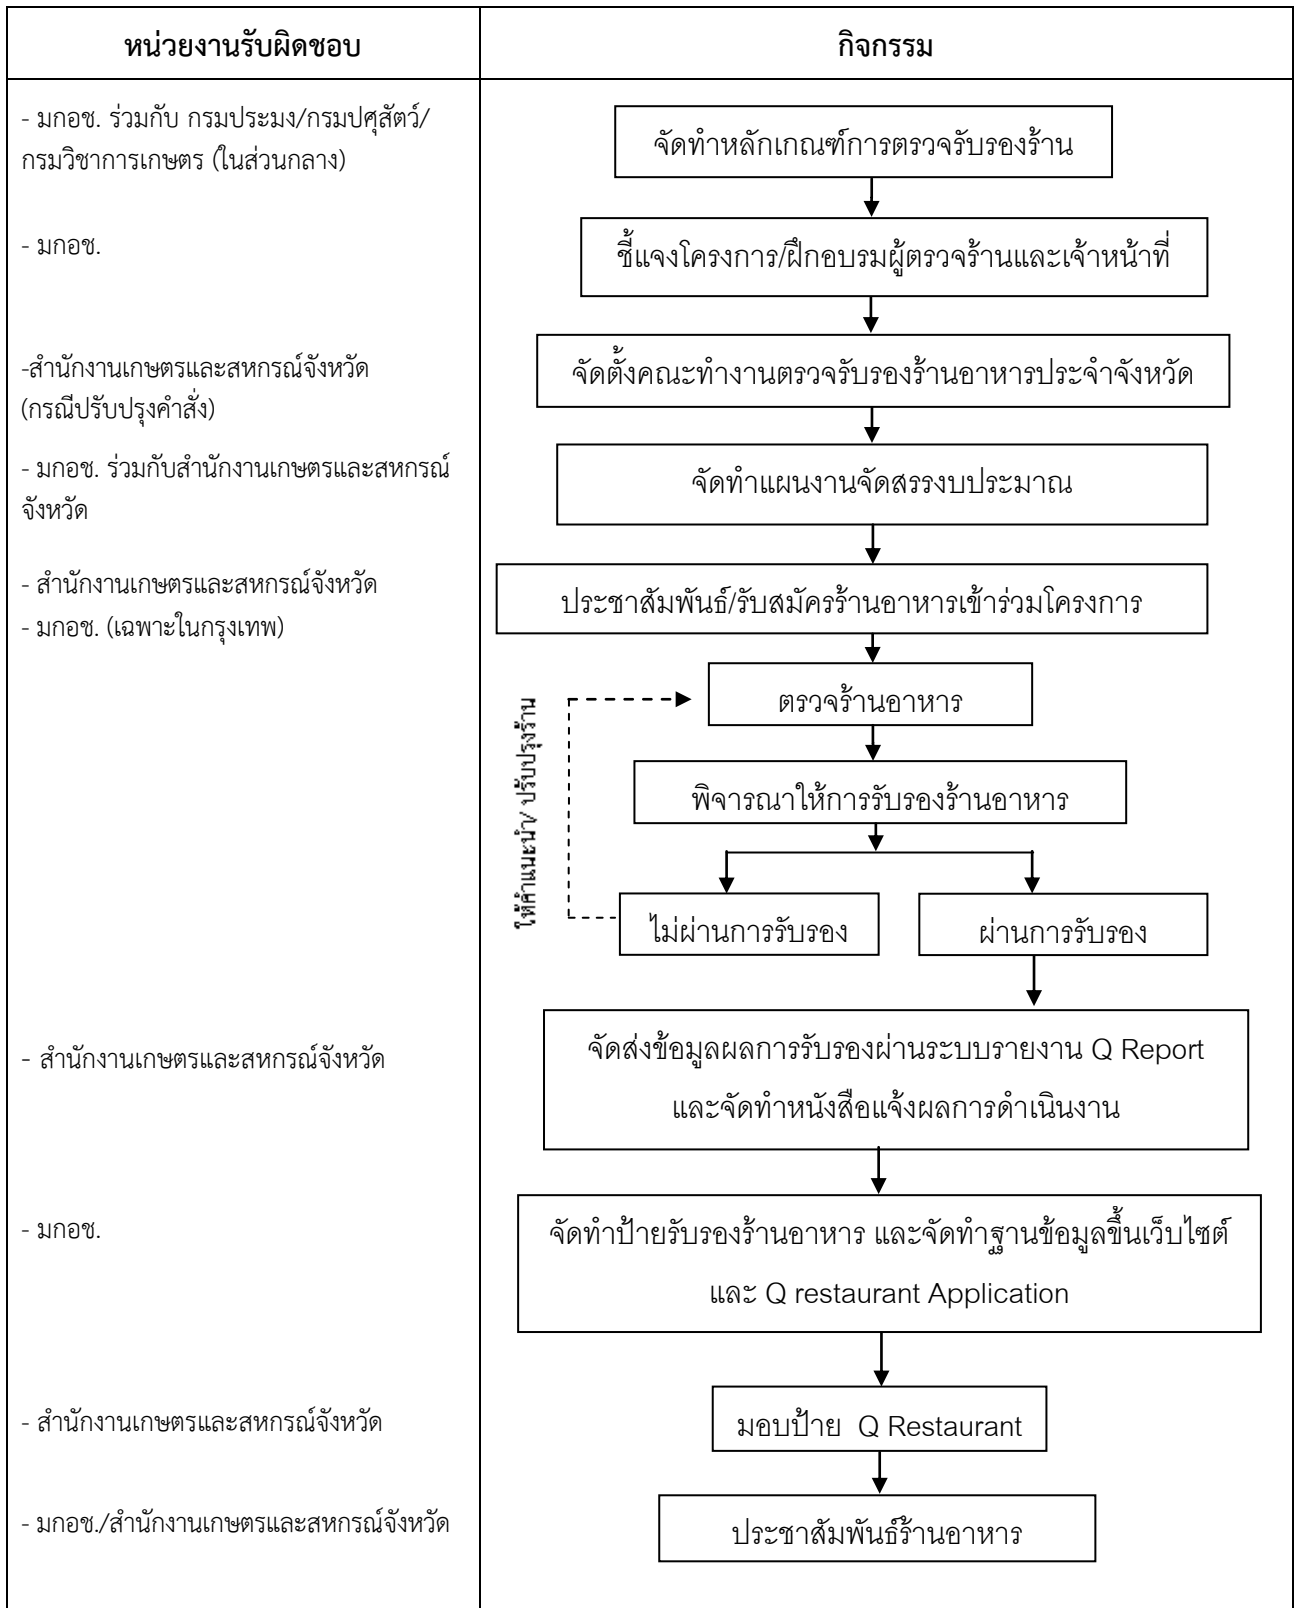 หน่วยงานรับผิดชอบ
กิจกรรม
- มกอช. ร่วมกับ กรมประมง/กรมปศุสัตว์/
กรมวิชาการเกษตร (ในส่วนกลาง)
จัดทำหลักเกณฑ์การตรวจรับรองร้าน
- มกอช.
ชี้แจงโครงการ/ฝึกอบรมผู้ตรวจร้านและเจ้าหน้าที่
-สำนักงานเกษตรและสหกรณ์จังหวัด
(กรณีปรับปรุงคำสั่ง)
จัดตั้งคณะทำงานตรวจรับรองร้านอาหารประจำจังหวัด
- มกอช. ร่วมกับสำนักงานเกษตรและสหกรณ์
จังหวัด
จัดทำแผนงานจัดสรรงบประมาณ
- สำนักงานเกษตรและสหกรณ์จังหวัด
- มกอช. (เฉพาะในกรุงเทพ)
ประชาสัมพันธ์/รับสมัครร้านอาหารเข้าร่วมโครงการ
ตรวจร้านอาหาร
พิจารณาให้การรับรองร้านอาหาร
ให้คำแนะนำ/ ปรับปรุงร้าน
ไม่ผ่านการรับรอง
ผ่านการรับรอง
- สำนักงานเกษตรและสหกรณ์จังหวัด
จัดส่งข้อมูลผลการรับรองผ่านระบบรายงาน Q Report
และจัดทำหนังสือแจ้งผลการดำเนินงาน
- มกอช.
จัดทำป้ายรับรองร้านอาหาร และจัดทำฐานข้อมูลขึ้นเว็บไซต์
และ Q restaurant Application
- สำนักงานเกษตรและสหกรณ์จังหวัด
มอบป้าย Q Restaurant
- มกอช./สำนักงานเกษตรและสหกรณ์จังหวัด
ประชาสัมพันธ์ร้านอาหาร